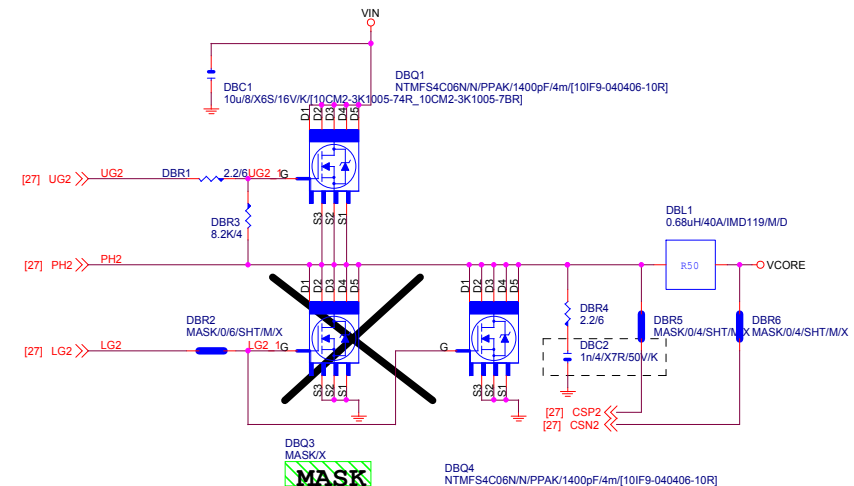 VIN
DBC1
10u/8/X6S/16V/K/[10CM2-3K1005-74R_10CM2-3K1005-7BR]
DBQ1
NTMFS4C06N/N/PPAK/1400pF/4m/[10IF9-040406-10R]
D1
D2
D3
D4
D5
[27] UG2
UG2
DBR1
2.2/6
UG2_1
G
S3
S2
S1
DBR3
8.2K/4
DBL1
0.68uH/40A/IMD119/M/D
[27] PH2
PH2
R50
VCORE
D1
D2
D3
D4
D5
D1
D2
D3
D4
D5
DBR2
MASK/0/6/SHT/M/X
[27] LG2
LG2
LG2_1
G
G
S3
S2
S1
S3
S2
S1
DBR4
2.2/6
DBC2
1n/4/X7R/50V/K
DBR5
MASK/0/4/SHT/M/X
DBR6
MASK/0/4/SHT/M/X
[27] CSP2
[27] CSN2
DBQ3
MASK/X
MASK
DBQ4
NTMFS4C06N/N/PPAK/1400pF/4m/[10IF9-040406-10R]